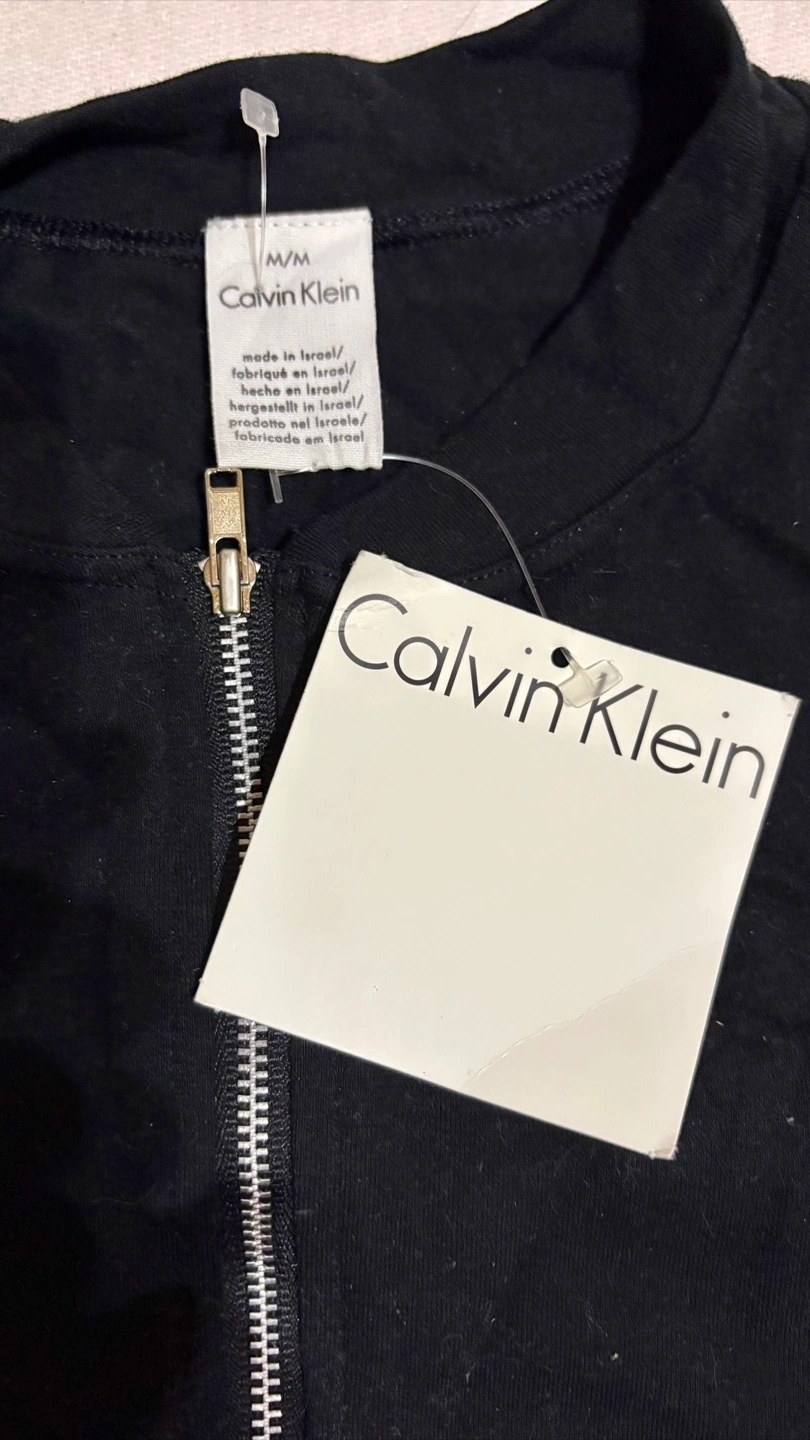 M/M
Calvin Klein
made in Israel/
fabriqué en Israel/
hecho en Israel/
hergestellt in Israel/
prodotto nel Israele/
fabricado em Israel
Calvin Klein